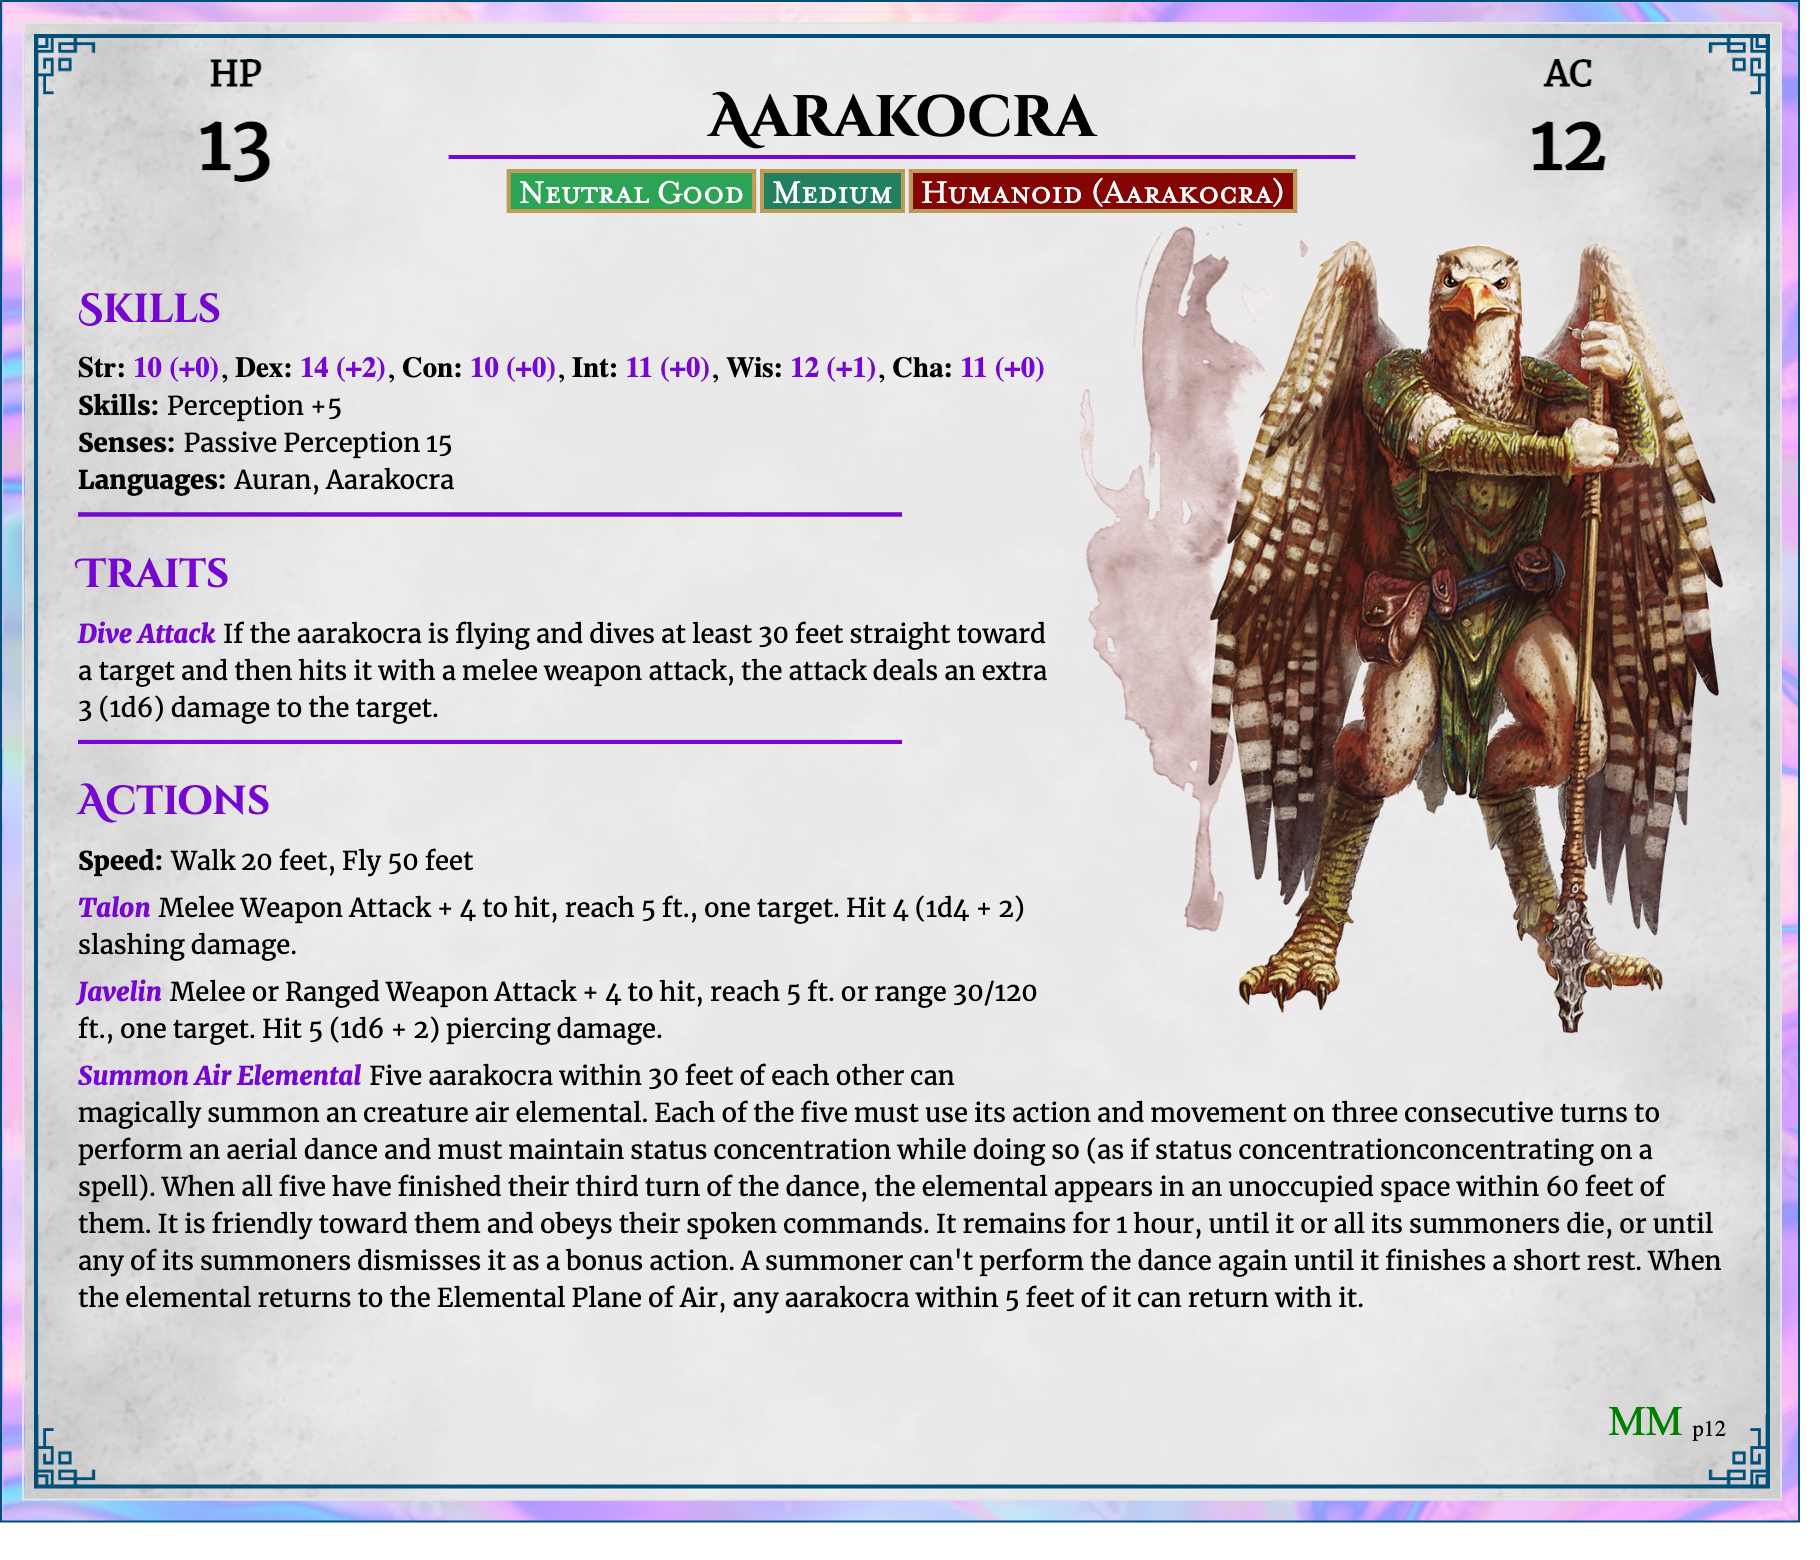 HP
13
AARAKOCRA
AC
12
NEUTRAL GOOD MEDIUM HUMANOID (AARAKOCRA)
SKILLS
Str: 10 (+0), Dex: 14 (+2), Con: 10 (+0), Int: 11 (+0), Wis: 12 (+1), Cha: 11 (+0)
Skills: Perception +5
Senses: Passive Perception 15
Languages: Auran, Aarakocra
TRAITS
Dive Attack If the aarakocra is flying and dives at least 30 feet straight toward
a target and then hits it with a melee weapon attack, the attack deals an extra
3 (1d6) damage to the target.
ACTIONS
Speed: Walk 20 feet, Fly 50 feet
Talon Melee Weapon Attack + 4 to hit, reach 5 ft., one target. Hit 4 (1d4 + 2)
slashing damage.
Javelin Melee or Ranged Weapon Attack + 4 to hit, reach 5 ft. or range 30/120
ft., one target. Hit 5 (1d6 + 2) piercing damage.
Summon Air Elemental Five aarakocra within 30 feet of each other can
magically summon an creature air elemental. Each of the five must use its action and movement on three consecutive turns to
perform an aerial dance and must maintain status concentration while doing so (as if status concentrationconcentrating on a
spell). When all five have finished their third turn of the dance, the elemental appears in an unoccupied space within 60 feet of
them. It is friendly toward them and obeys their spoken commands. It remains for 1 hour, until it or all its summoners die, or until
any of its summoners dismisses it as a bonus action. A summoner can't perform the dance again until it finishes a short rest. When
the elemental returns to the Elemental Plane of Air, any aarakocra within 5 feet of it can return with it.
MM p12